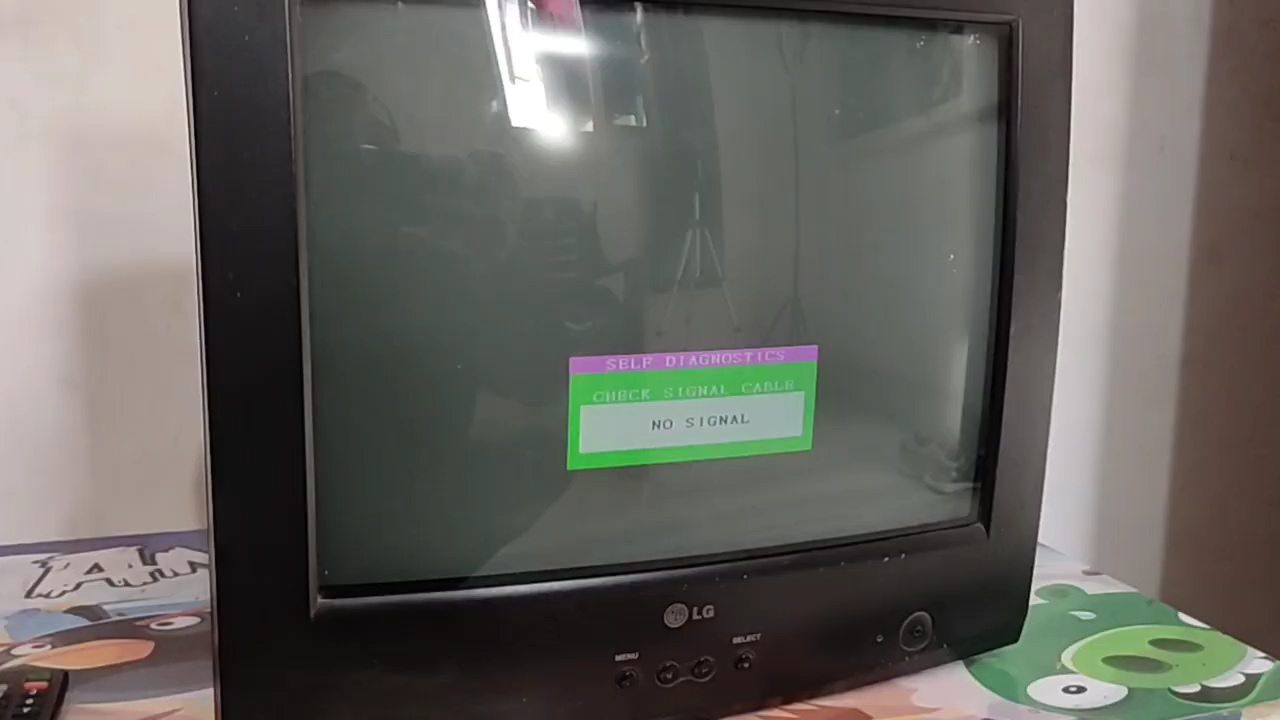 SELF DIAGNOSTICS
CHECK SIGNAL CABLE
NO SIGNAL
LG
MENU
SELECT